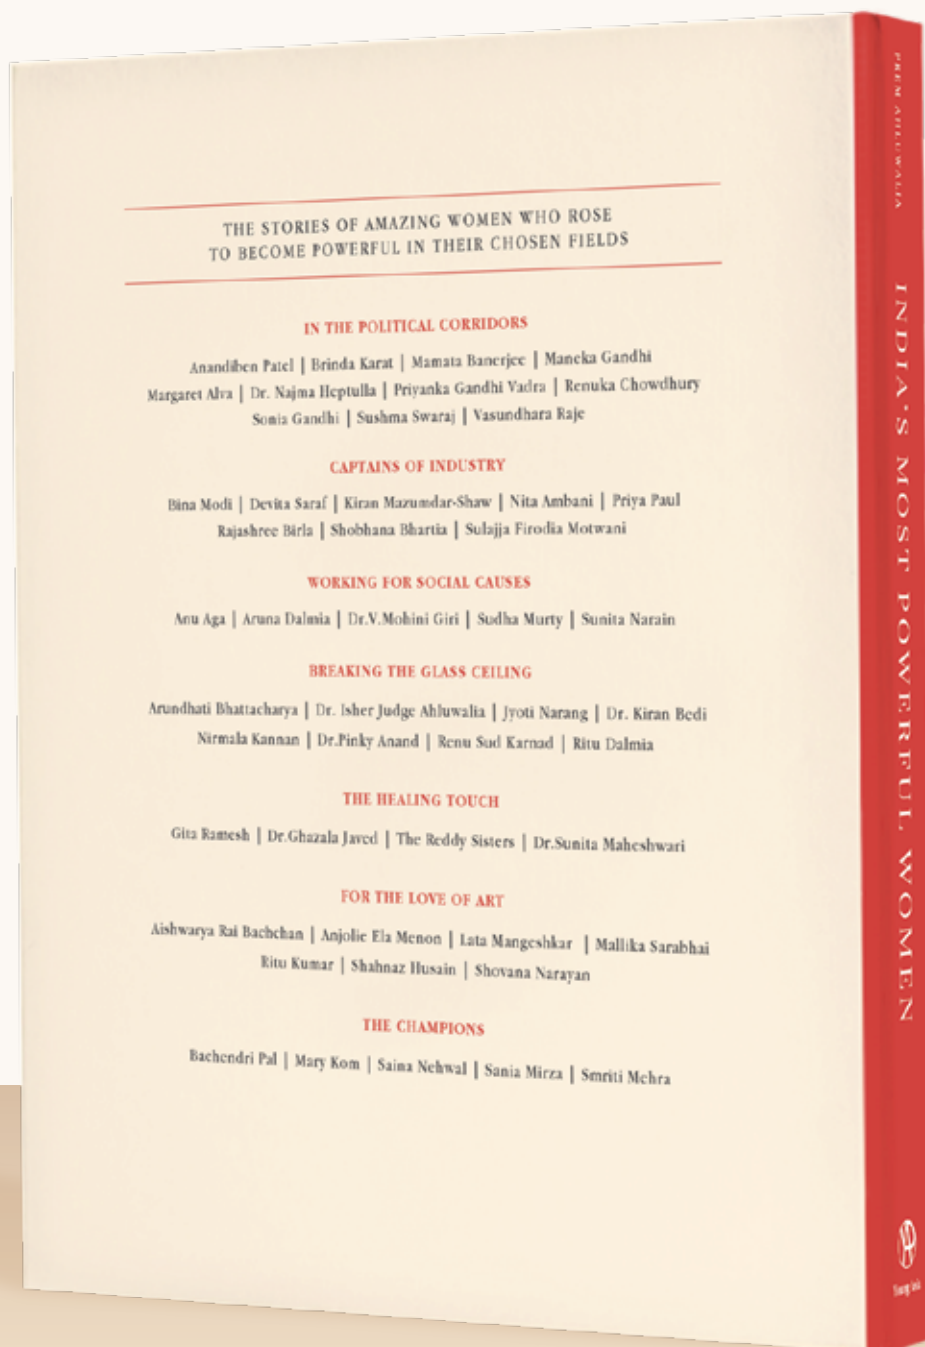 THE STORIES OF AMAZING WOMEN WHO ROSE
TO BECOME POWERFUL IN THEIR CHOSEN FIELDS
IN THE POLITICAL CORRIDORS
Anandiben Patel | Brinda Karat | Mamata Banerjee | Maneka Gandhi
Margaret Alva | Dr. Najma Heptulla | Priyanka Gandhi Vadra | Renuka Chowdhury
Sonia Gandhi | Sushma Swaraj | Vasundhara Raje
CAPTAINS OF INDUSTRY
Bina Modi | Devita Saraf | Kiran Mazumdar-Shaw | Nita Ambani | Priya Paul
Rajashree Birla | Shobhana Bhartia | Sulajja Firodia Motwani
WORKING FOR SOCIAL CAUSES
Anu Aga | Aruna Dalmia | Dr.V.Mohini Giri | Sudha Murty | Sunita Narain
BREAKING THE GLASS CEILING
Arundhati Bhattacharya | Dr. Isher Judge Ahluwalia | Jyoti Narang | Dr. Kiran Bedi
Nirmala Kannan | Dr.Pinky Anand | Renu Sud Karnad | Ritu Dalmia
THE HEALING TOUCH
Gita Ramesh | Dr.Ghazala Javed | The Reddy Sisters | Dr.Sunita Maheshwari
FOR THE LOVE OF ART
Aishwarya Rai Bachchan | Anjolie Ela Menon | Lata Mangeshkar | Mallika Sarabhai
Ritu Kumar | Shahnaz Husain | Shovana Narayan
THE CHAMPIONS
Bachendri Pal | Mary Kom | Saina Nehwal | Sania Mirza | Smriti Mehra
PREM AHLUWALIA
INDIA'S MOST POWERFUL WOMEN